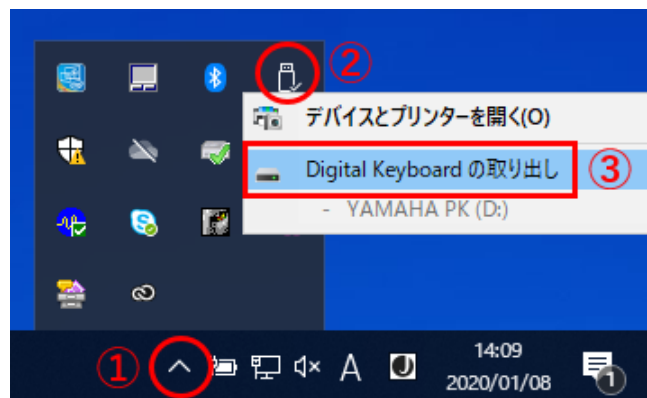 ②
デバイスとプリンターを開く(O)
Digital Keyboard の取り出し
③
- YAMAHA PK (D:)
①
A
14:09
2020/01/08
1